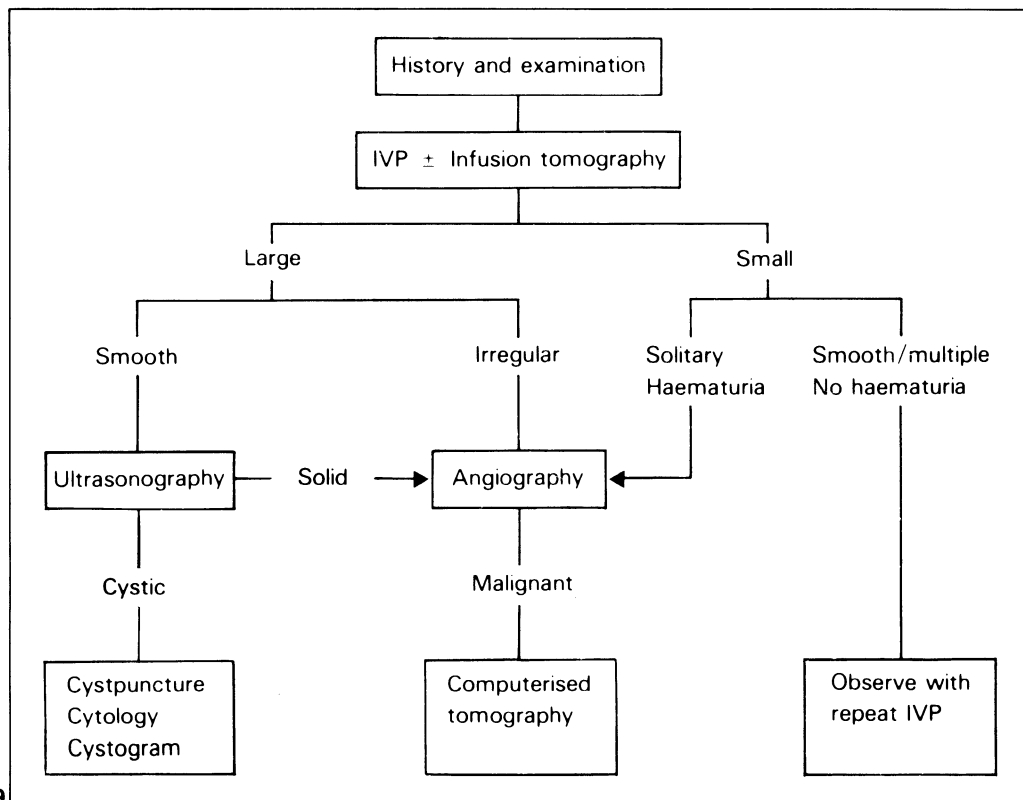 History and examination
IVP ± Infusion tomography
Large
Small
Smooth
Irregular
Solitary
Haematuria
Smooth/multiple
No haematuria
Ultrasonography
Solid
Angiography
Cystic
Malignant
Cystpuncture
Cytology
Cystogram
Computerised
tomography
Observe with
repeat IVP